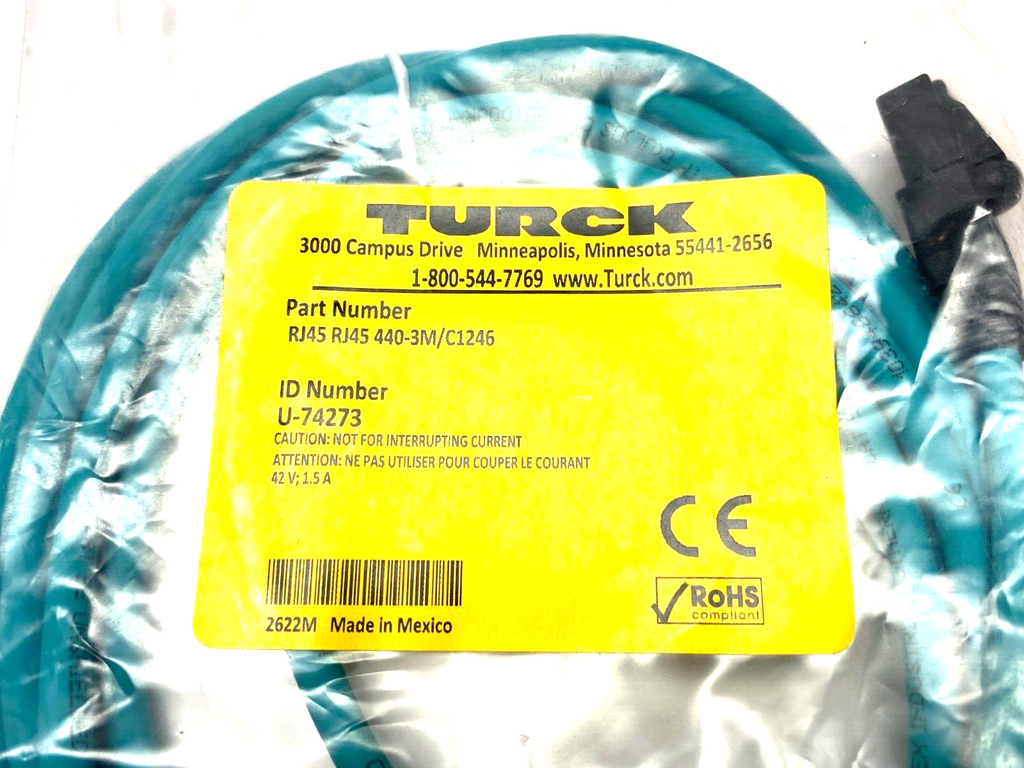 TURCK
3000 Campus Drive Minneapolis, Minnesota 55441-2656
1-800-544-7769 www.Turck.com
Part Number
RJ45 RJ45 440-3M/C1246
ID Number
U-74273
CAUTION: NOT FOR INTERRUPTING CURRENT
ATTENTION: NE PAS UTILISER POUR COUPER LE COURANT
42 V; 1.5 A
CE
RoHS
compliant
2622M Made in Mexico